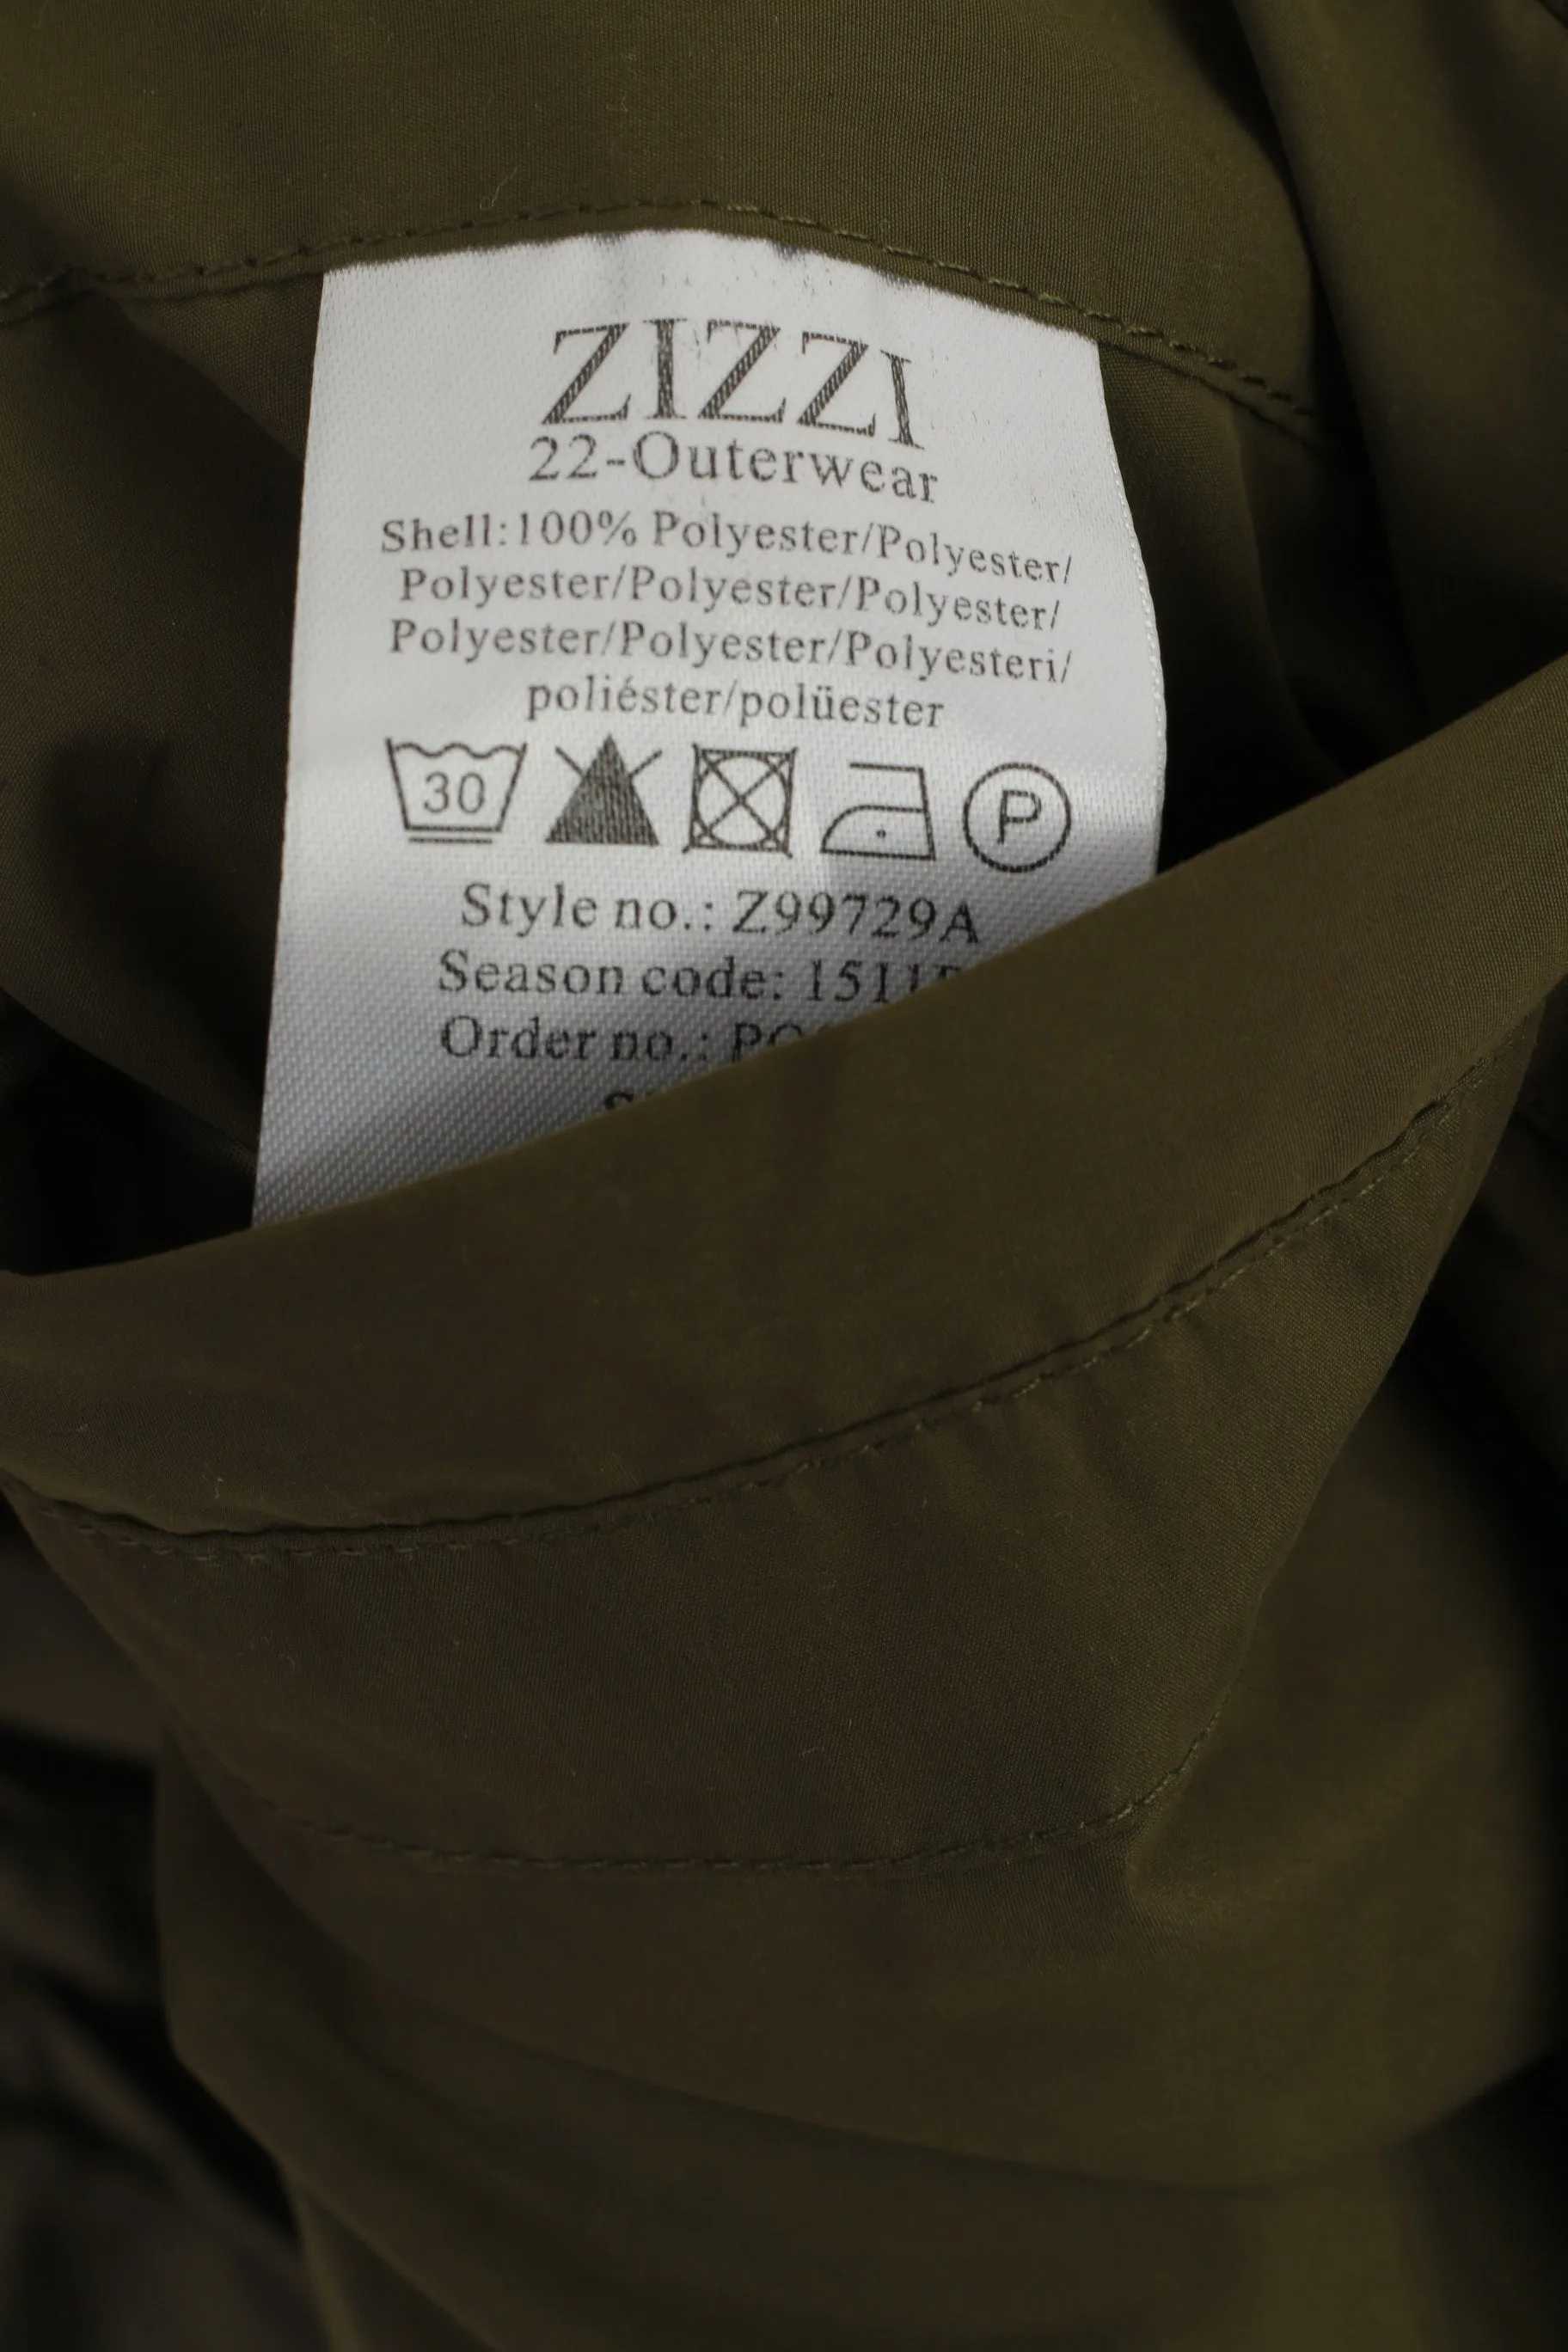 ZIZZI
22-Outerwear
Shell:100% Polyester/Polyester/
Polyester/Polyester/Polyester/
Polyester/Polyester/Polyesteri/
poliéster/polüester
30 P
Style no.: Z99729A
Season code: 1511
Order no.: